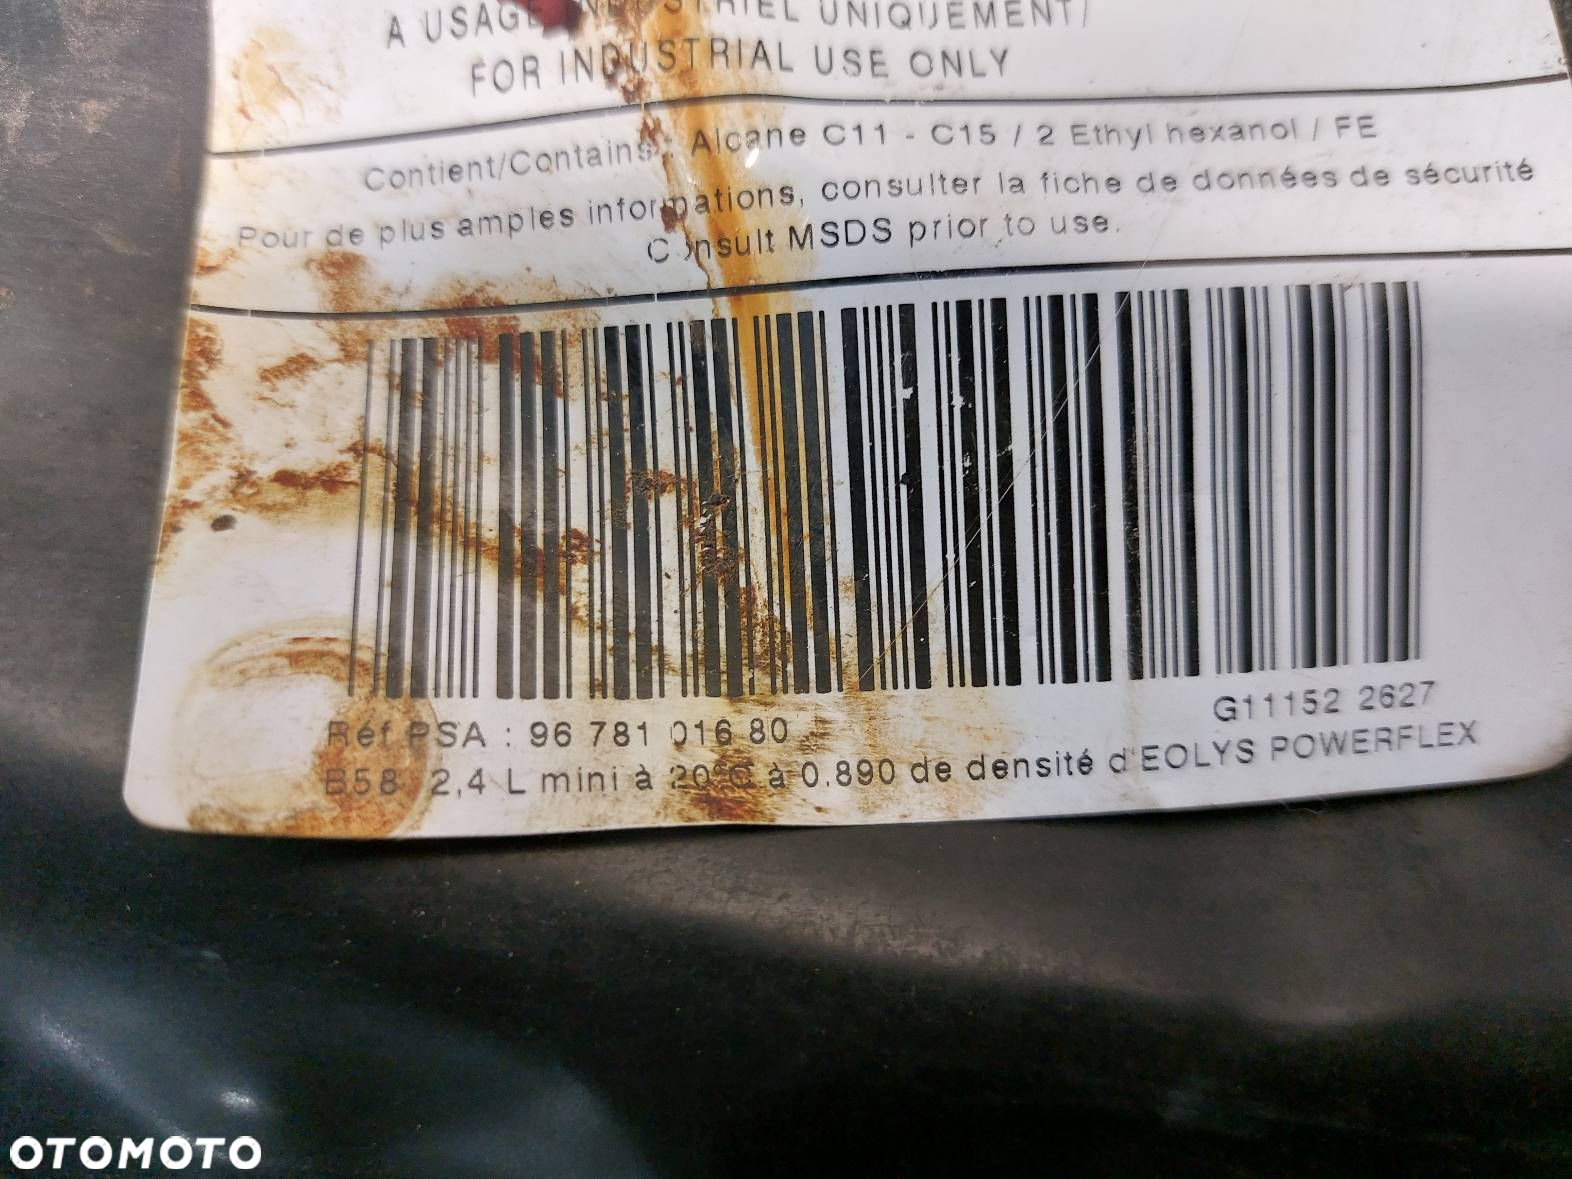 A USAGE INDUSTRIEL UNIQUEMENT/
FOR INDUSTRIAL USE ONLY
Contient/Contains : Alcane C11 - C15 / 2 Ethyl hexanol / FE
Pour de plus amples informations, consulter la fiche de données de sécurité
Consult MSDS prior to use.
G11152 2627
Réf PSA : 96 781 016 80
B58 2,4 L mini à 20°C à 0.890 de densité d'EOLYS POWERFLEX
OTOMOTO